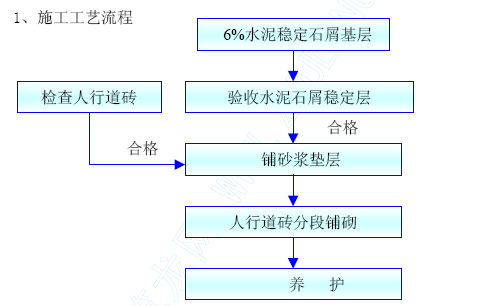 1、施工工艺流程
6%水泥稳定石屑基层
检查人行道砖
验收水泥石屑稳定层
合格
合格
铺砂浆垫层
人行道砖分段铺砌
养 护